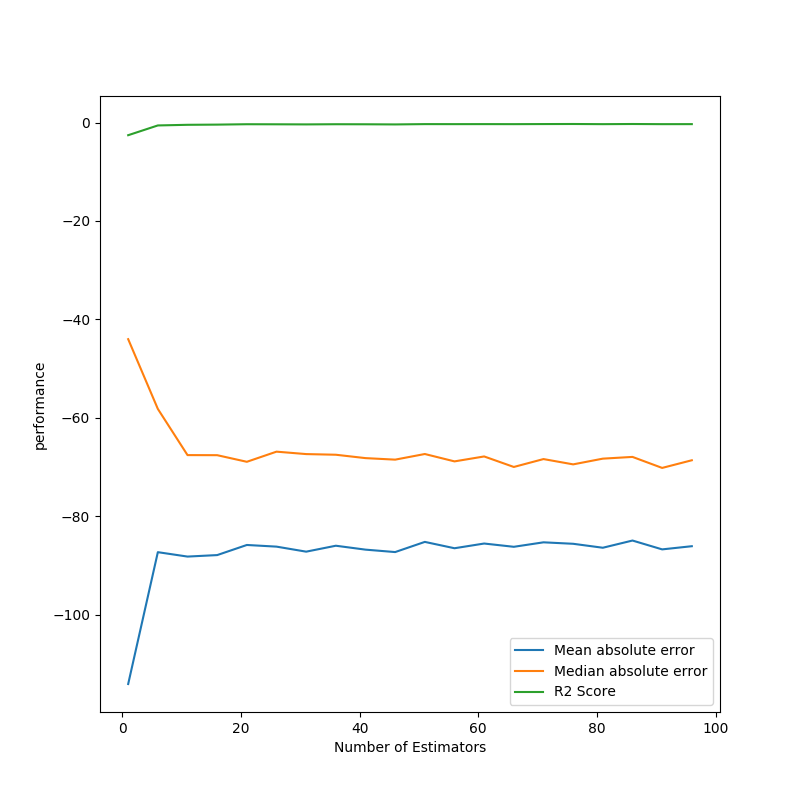 0
−20
−40
−60
−80
−100
performance
Mean absolute error
Median absolute error
R2 Score
0 20 40 60 80 100
Number of Estimators